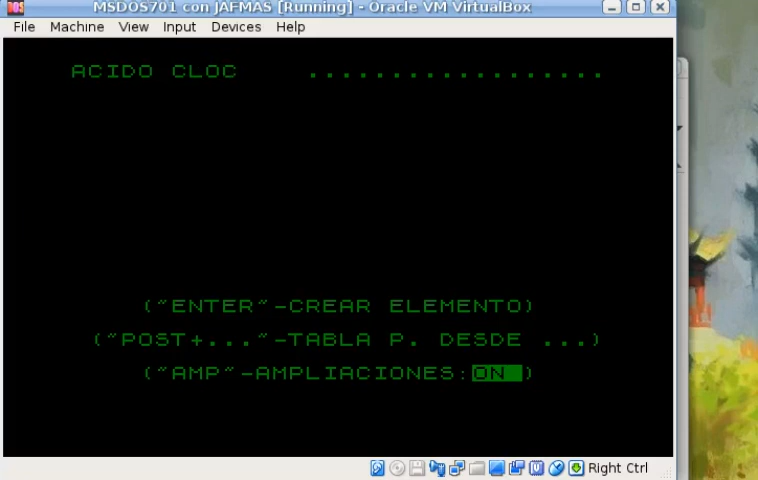 MSDOS701 con JAFMAS [Running] - Oracle VM VirtualBox
File Machine View Input Devices Help
ACIDO CLOC ..................
("ENTER"-CREAR ELEMENTO)
("POST+..."-TABLA P. DESDE ...)
("AMP"-AMPLIACIONES:ON )
Right Ctrl